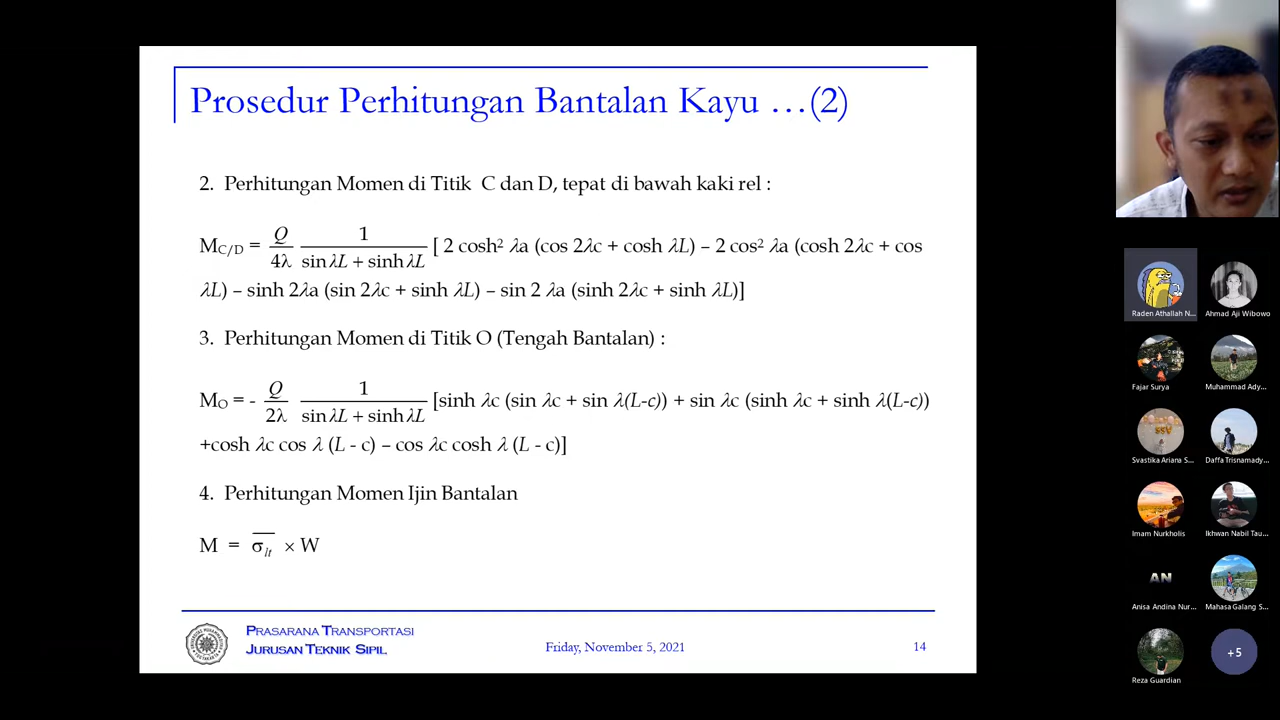 Prosedur Perhitungan Bantalan Kayu …(2)
2. Perhitungan Momen di Titik C dan D, tepat di bawah kaki rel :
M_C/D = Q/4λ 1/(sin λL + sinh λL) [ 2 cosh² λa (cos 2λc + cosh λL) – 2 cos² λa (cosh 2λc + cos
λL) – sinh 2λa (sin 2λc + sinh λL) – sin 2 λa (sinh 2λc + sinh λL)]
3. Perhitungan Momen di Titik O (Tengah Bantalan) :
M_O = - Q/2λ 1/(sin λL + sinh λL) [sinh λc (sin λc + sin λ(L-c)) + sin λc (sinh λc + sinh λ(L-c))
+cosh λc cos λ (L - c) – cos λc cosh λ (L - c)]
4. Perhitungan Momen Ijin Bantalan
M = σ̅_lt × W
PRASARANA TRANSPORTASI
JURUSAN TEKNIK SIPIL
Friday, November 5, 2021
14
Raden Athallah N...
Ahmad Aji Wibowo
Fajar Surya
Muhammad Ady...
Svastika Ariana S...
Daffa Trisnamady...
Imam Nurkholis
Ikhwan Nabil Tau...
AN
Anisa Andina Nur...
Mahasa Galang S...
Reza Guardian
+5